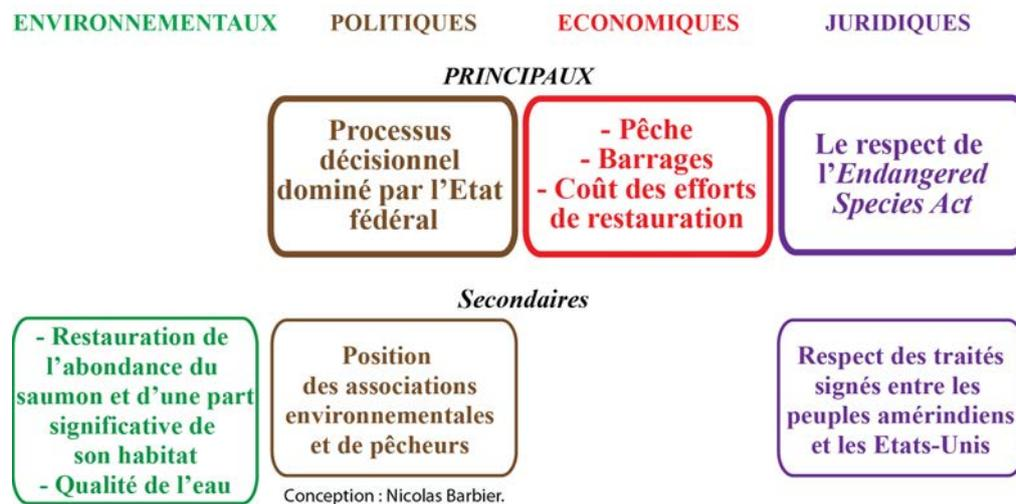 ENVIRONNEMENTAUX POLITIQUES ECONOMIQUES JURIDIQUES
PRINCIPAUX
Processus
décisionnel
dominé par l'Etat
fédéral
- Pêche
- Barrages
- Coût des efforts
de restauration
Le respect de
l'Endangered
Species Act
Secondaires
- Restauration de
l'abondance du
saumon et d'une part
significative de
son habitat
- Qualité de l'eau
Position
des associations
environnementales
et de pêcheurs
Respect des traités
signés entre les
peuples amérindiens
et les Etats-Unis
Conception : Nicolas Barbier.